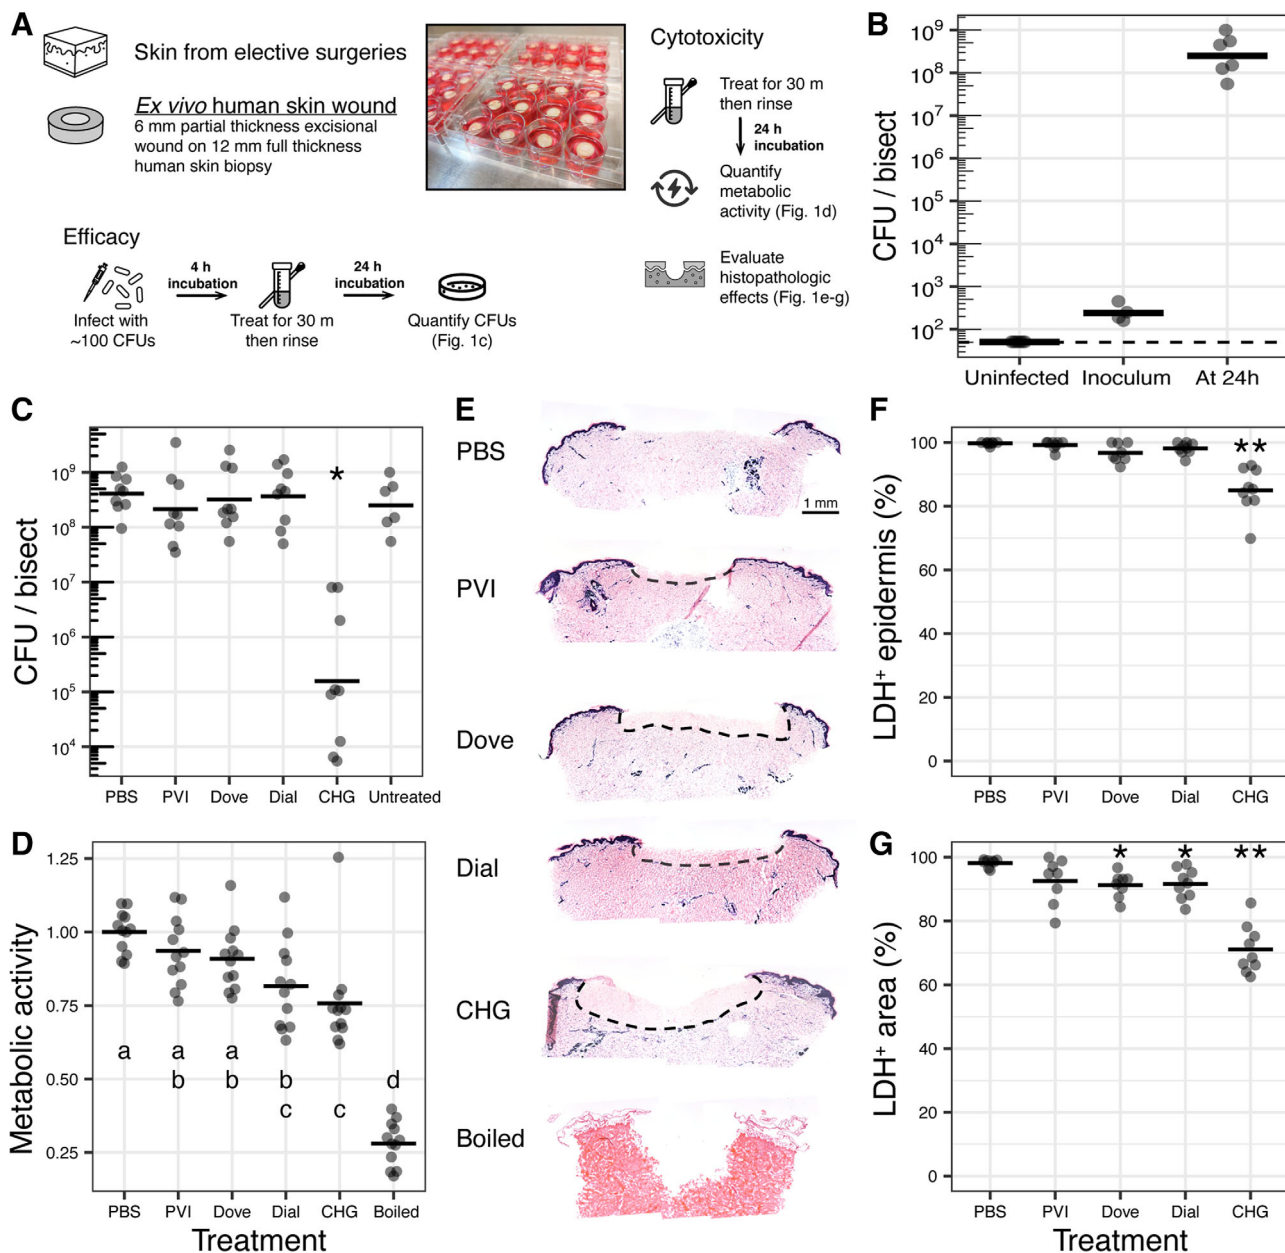 A
Skin from elective surgeries
Ex vivo human skin wound
6 mm partial thickness excisional
wound on 12 mm full thickness
human skin biopsy
Efficacy
4 h
incubation
24 h
incubation
Infect with
~100 CFUs
Treat for 30 m
then rinse
Quantify CFUs
(Fig. 1c)
Cytotoxicity
Treat for 30 m
then rinse
24 h
incubation
Quantify
metabolic
activity (Fig. 1d)
Evaluate
histopathologic
effects (Fig. 1e-g)
B
CFU / bisect
10⁹
10⁸
10⁷
10⁶
10⁵
10⁴
10³
10²
Uninfected Inoculum At 24h
C
CFU / bisect
10⁹
10⁸
10⁷
10⁶
10⁵
10⁴
*
PBS PVI Dove Dial CHG Untreated
D
Metabolic activity
1.25
1.00
0.75
0.50
0.25
a a a
b b b d
c c
PBS PVI Dove Dial CHG Boiled
Treatment
E
PBS
1 mm
PVI
Dove
Dial
CHG
Boiled
F
LDH⁺ epidermis (%)
100
80
60
40
20
0
**
PBS PVI Dove Dial CHG
G
LDH⁺ area (%)
100
80
60
40
20
0
* * **
PBS PVI Dove Dial CHG
Treatment